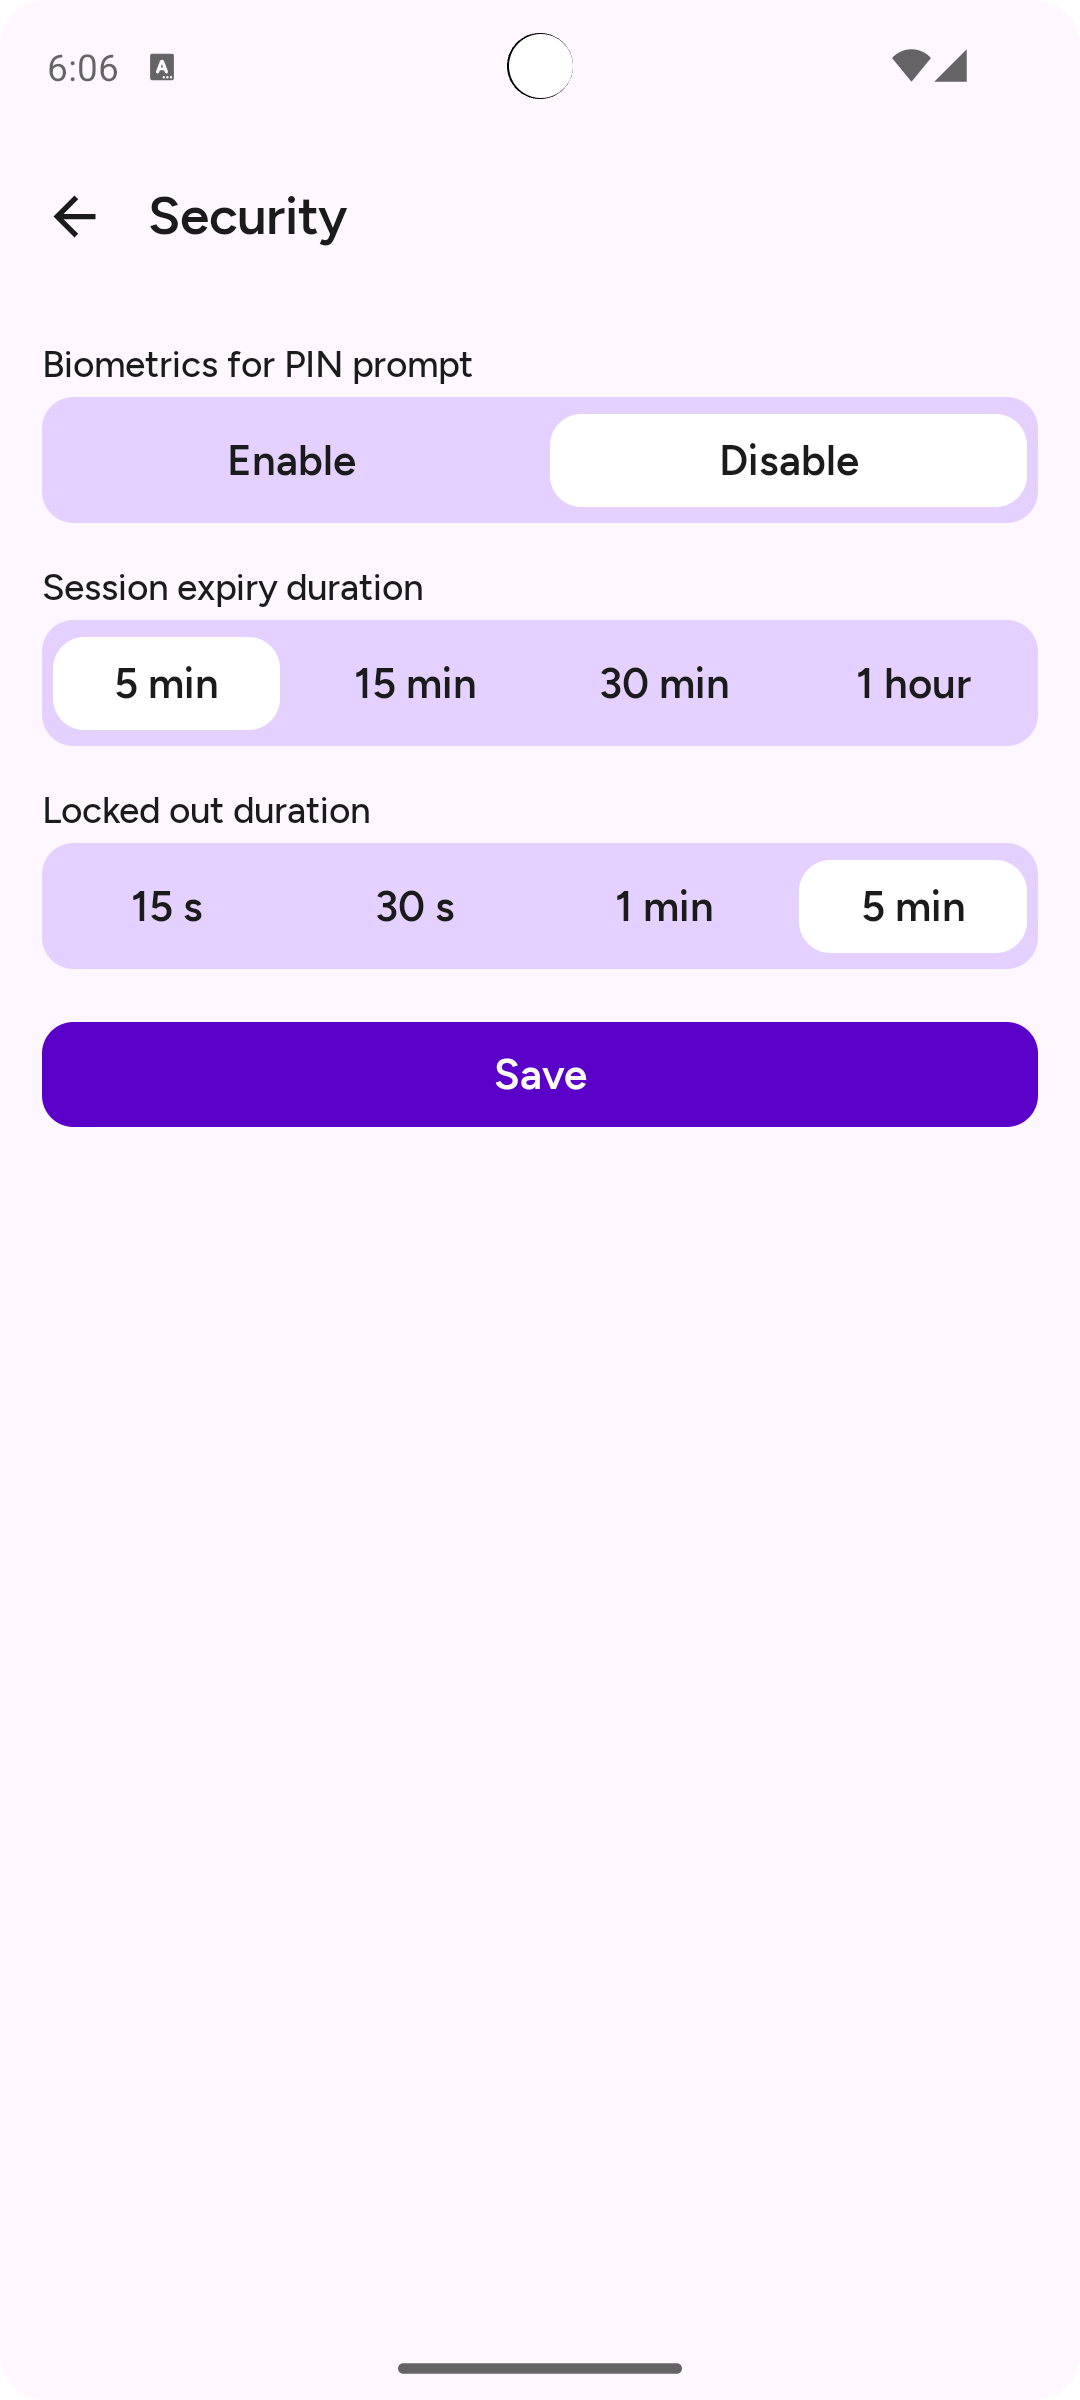 6:06
Security
Biometrics for PIN prompt
Enable Disable
Session expiry duration
5 min 15 min 30 min 1 hour
Locked out duration
15 s 30 s 1 min 5 min
Save